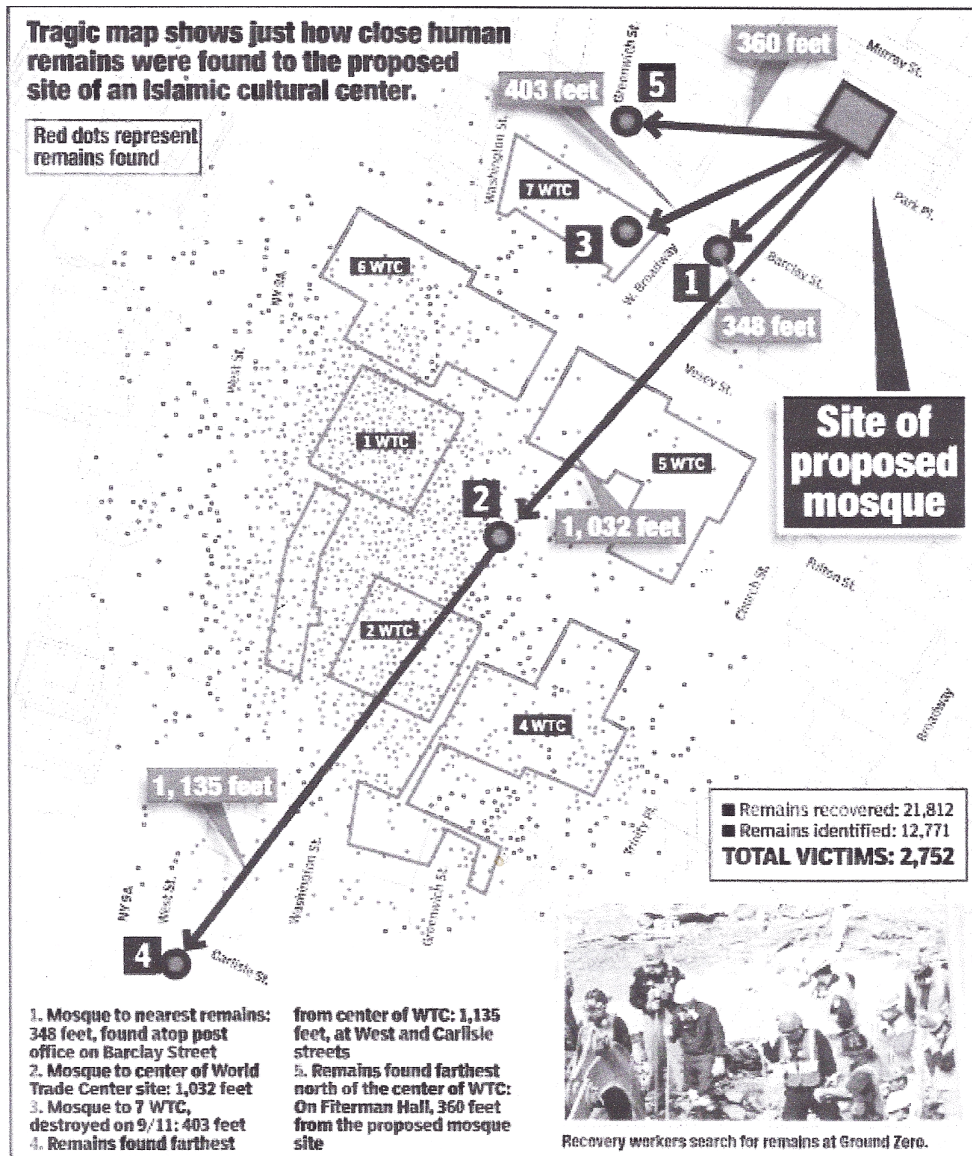 Tragic map shows just how close human
remains were found to the proposed
site of an Islamic cultural center.
Red dots represent
remains found
Greenwich St.
360 feet
Murray St.
403 feet
5
Washington St.
7 WTC
Park Pl.
3
6 WTC
W. Broadway
1
Barclay St.
NY 9A
348 feet
West St.
Vesey St.
Site of
proposed
mosque
1 WTC
5 WTC
2
1,032 feet
Church St.
Fulton St.
2 WTC
4 WTC
Broadway
1,135 feet
Trinity Pl.
Remains recovered: 21,812
Remains identified: 12,771
TOTAL VICTIMS: 2,752
NY 9A
West St.
Washington St.
Greenwich St.
4
Carlisle St.
1. Mosque to nearest remains:
348 feet, found atop post
office on Barclay Street
2. Mosque to center of World
Trade Center site: 1,032 feet
3. Mosque to 7 WTC,
destroyed on 9/11: 403 feet
4. Remains found farthest
from center of WTC: 1,135
feet, at West and Carlisle
streets
5. Remains found farthest
north of the center of WTC:
On Fiterman Hall, 360 feet
from the proposed mosque
site
Recovery workers search for remains at Ground Zero.